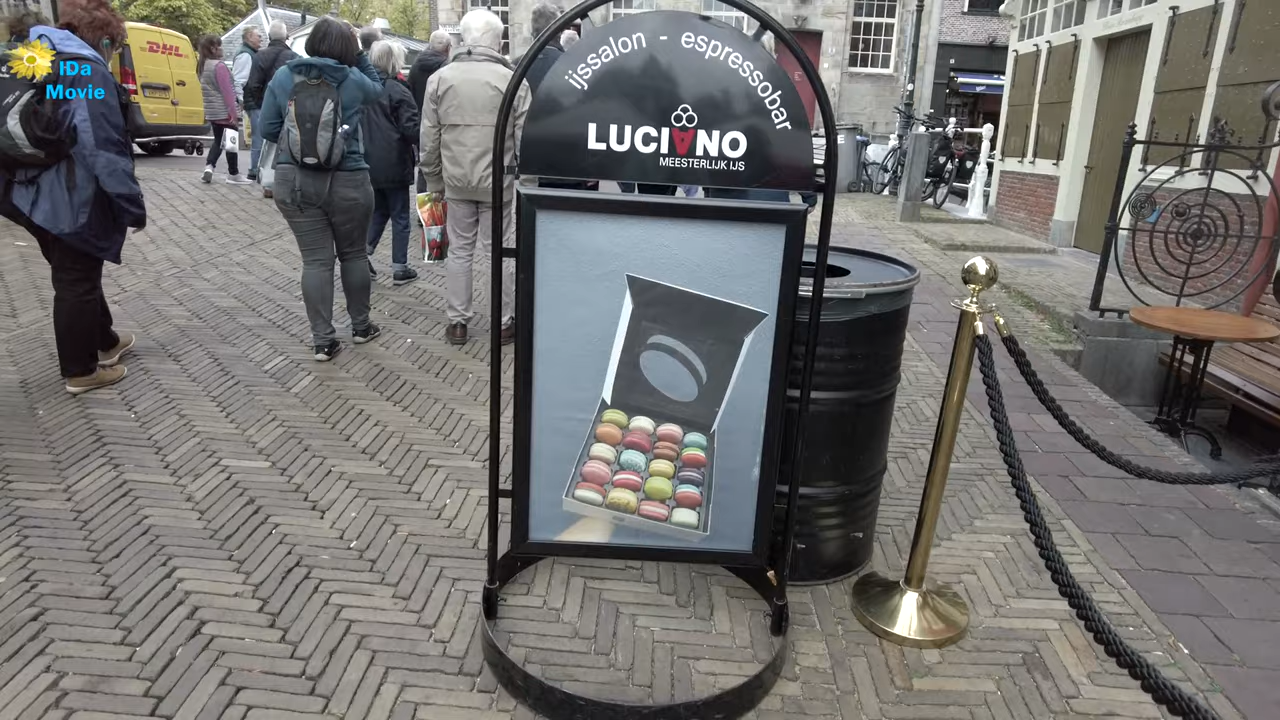 IDa
Movie
DHL
ijssalon - espressobar
LUCIANO
MEESTERLIJK IJS